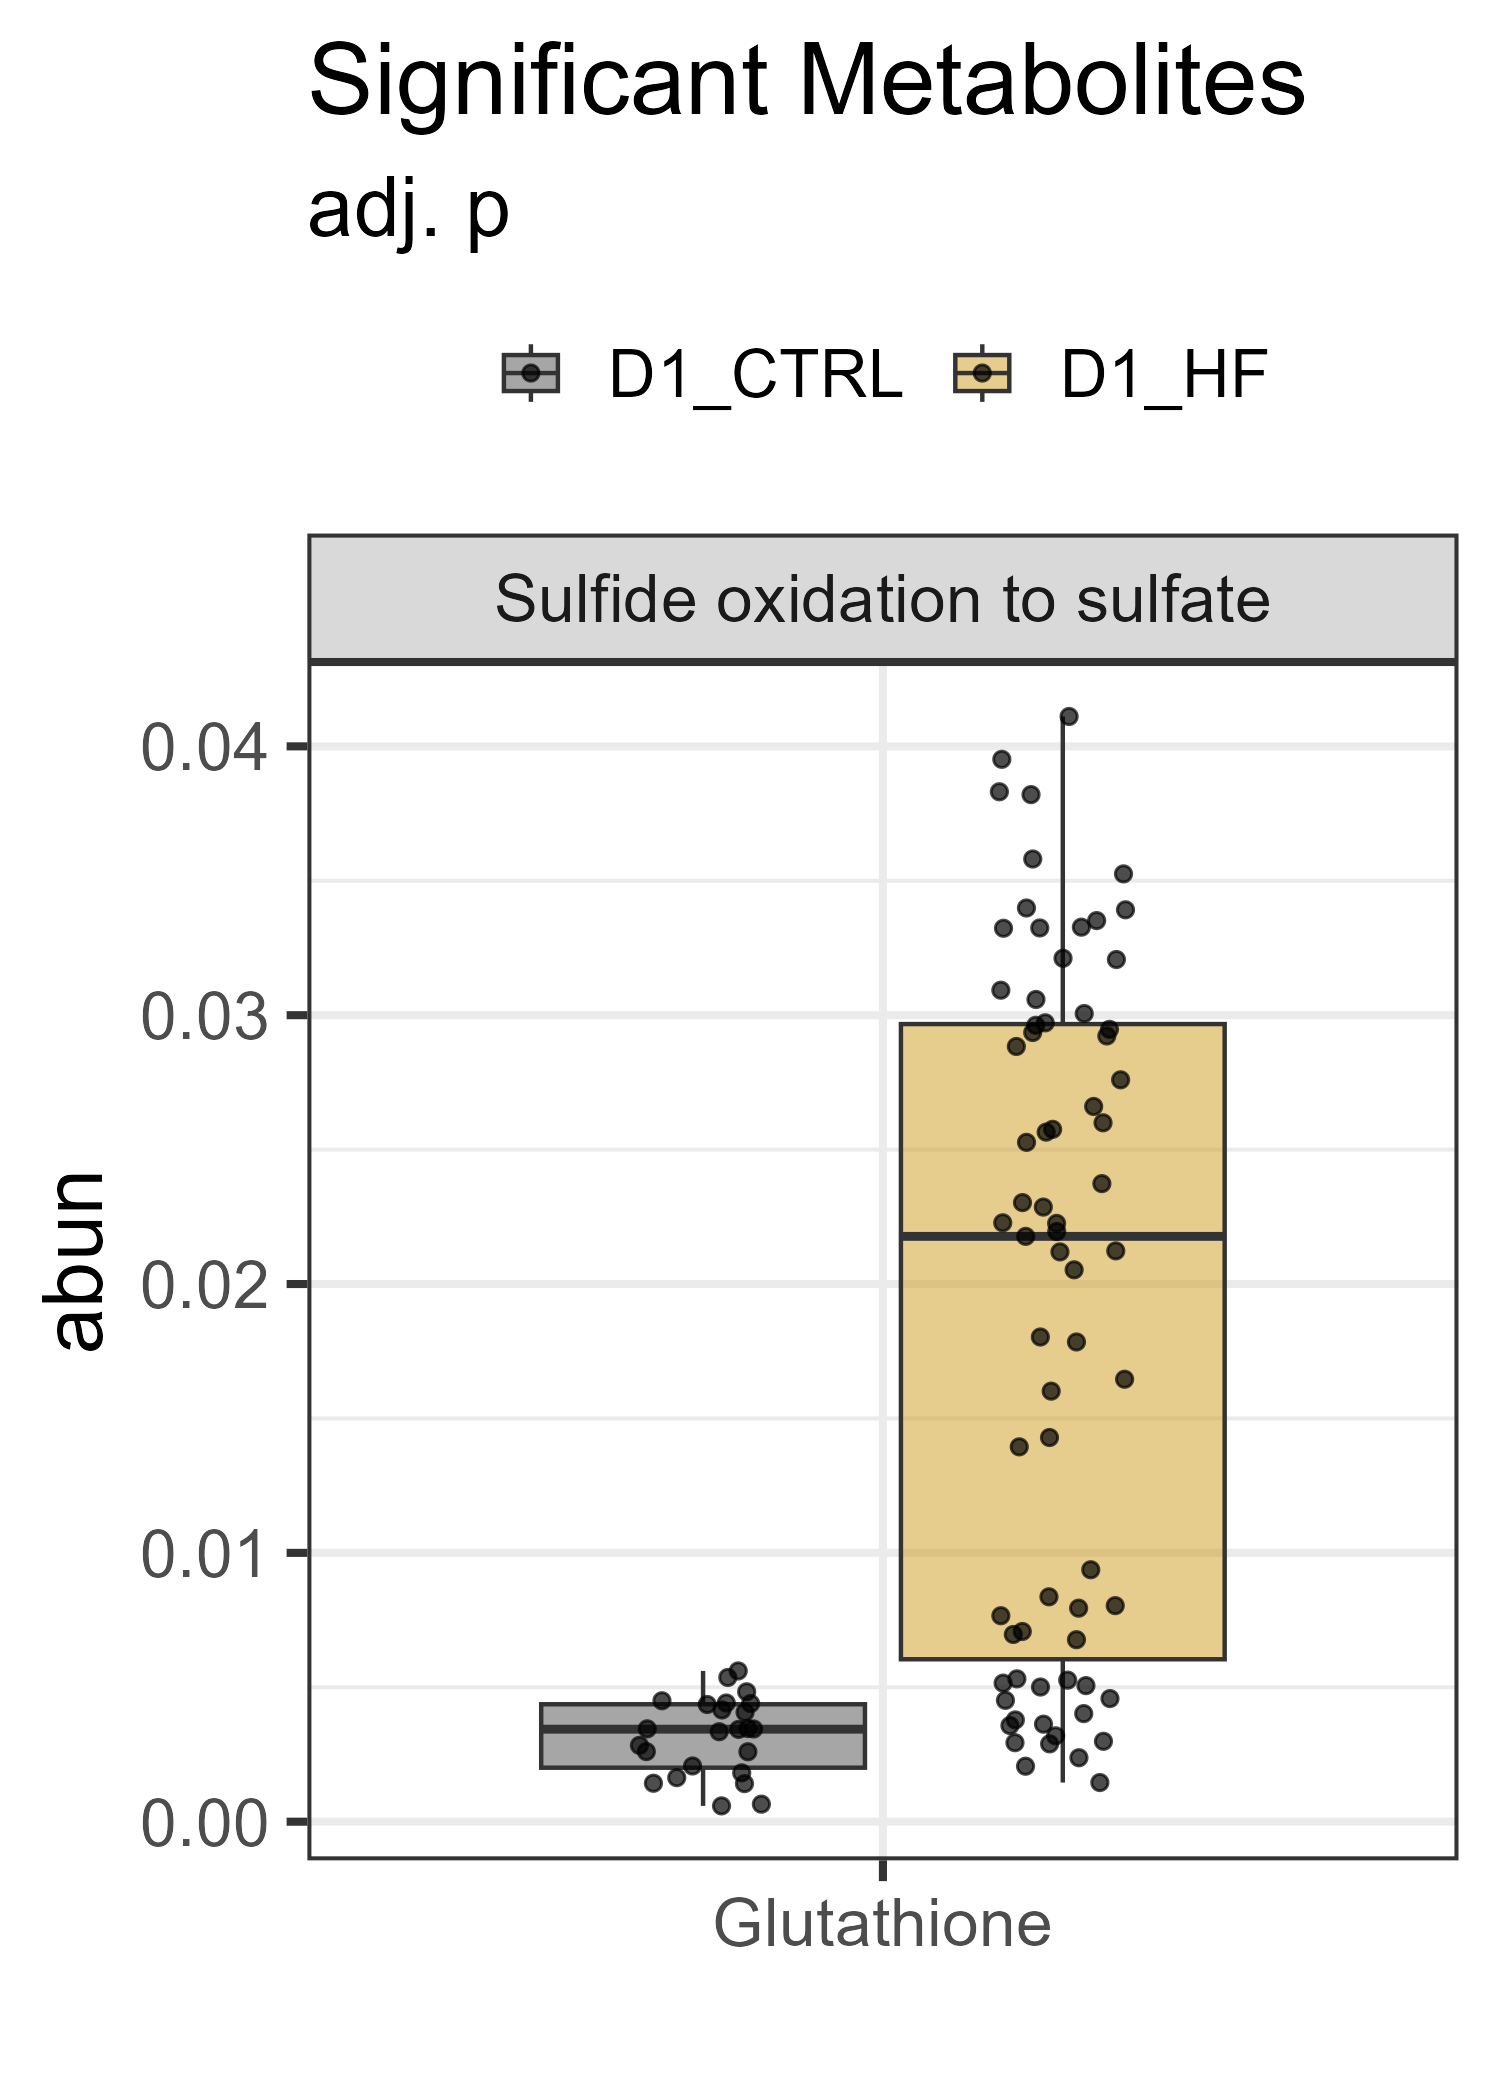 Significant Metabolites
adj. p
D1_CTRL D1_HF
Sulfide oxidation to sulfate
abun
0.04
0.03
0.02
0.01
0.00
Glutathione